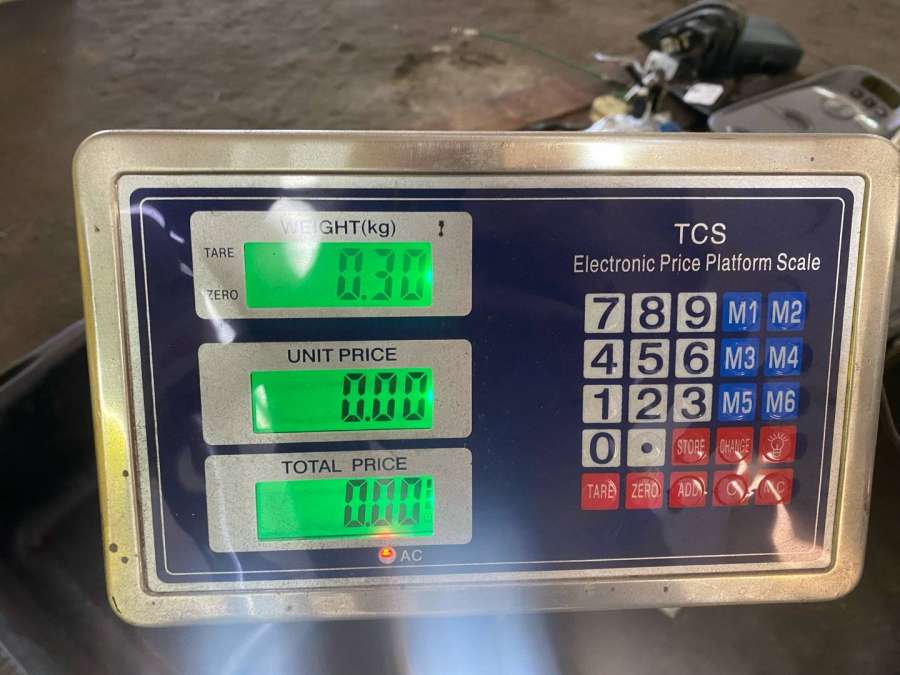 WEIGHT(kg)
TARE
0.30
ZERO
UNIT PRICE
0.00
TOTAL PRICE
0.00
AC
TCS
Electronic Price Platform Scale
7 8 9 M1 M2
4 5 6 M3 M4
1 2 3 M5 M6
0 . STORE CHANGE
TARE ZERO ADD C